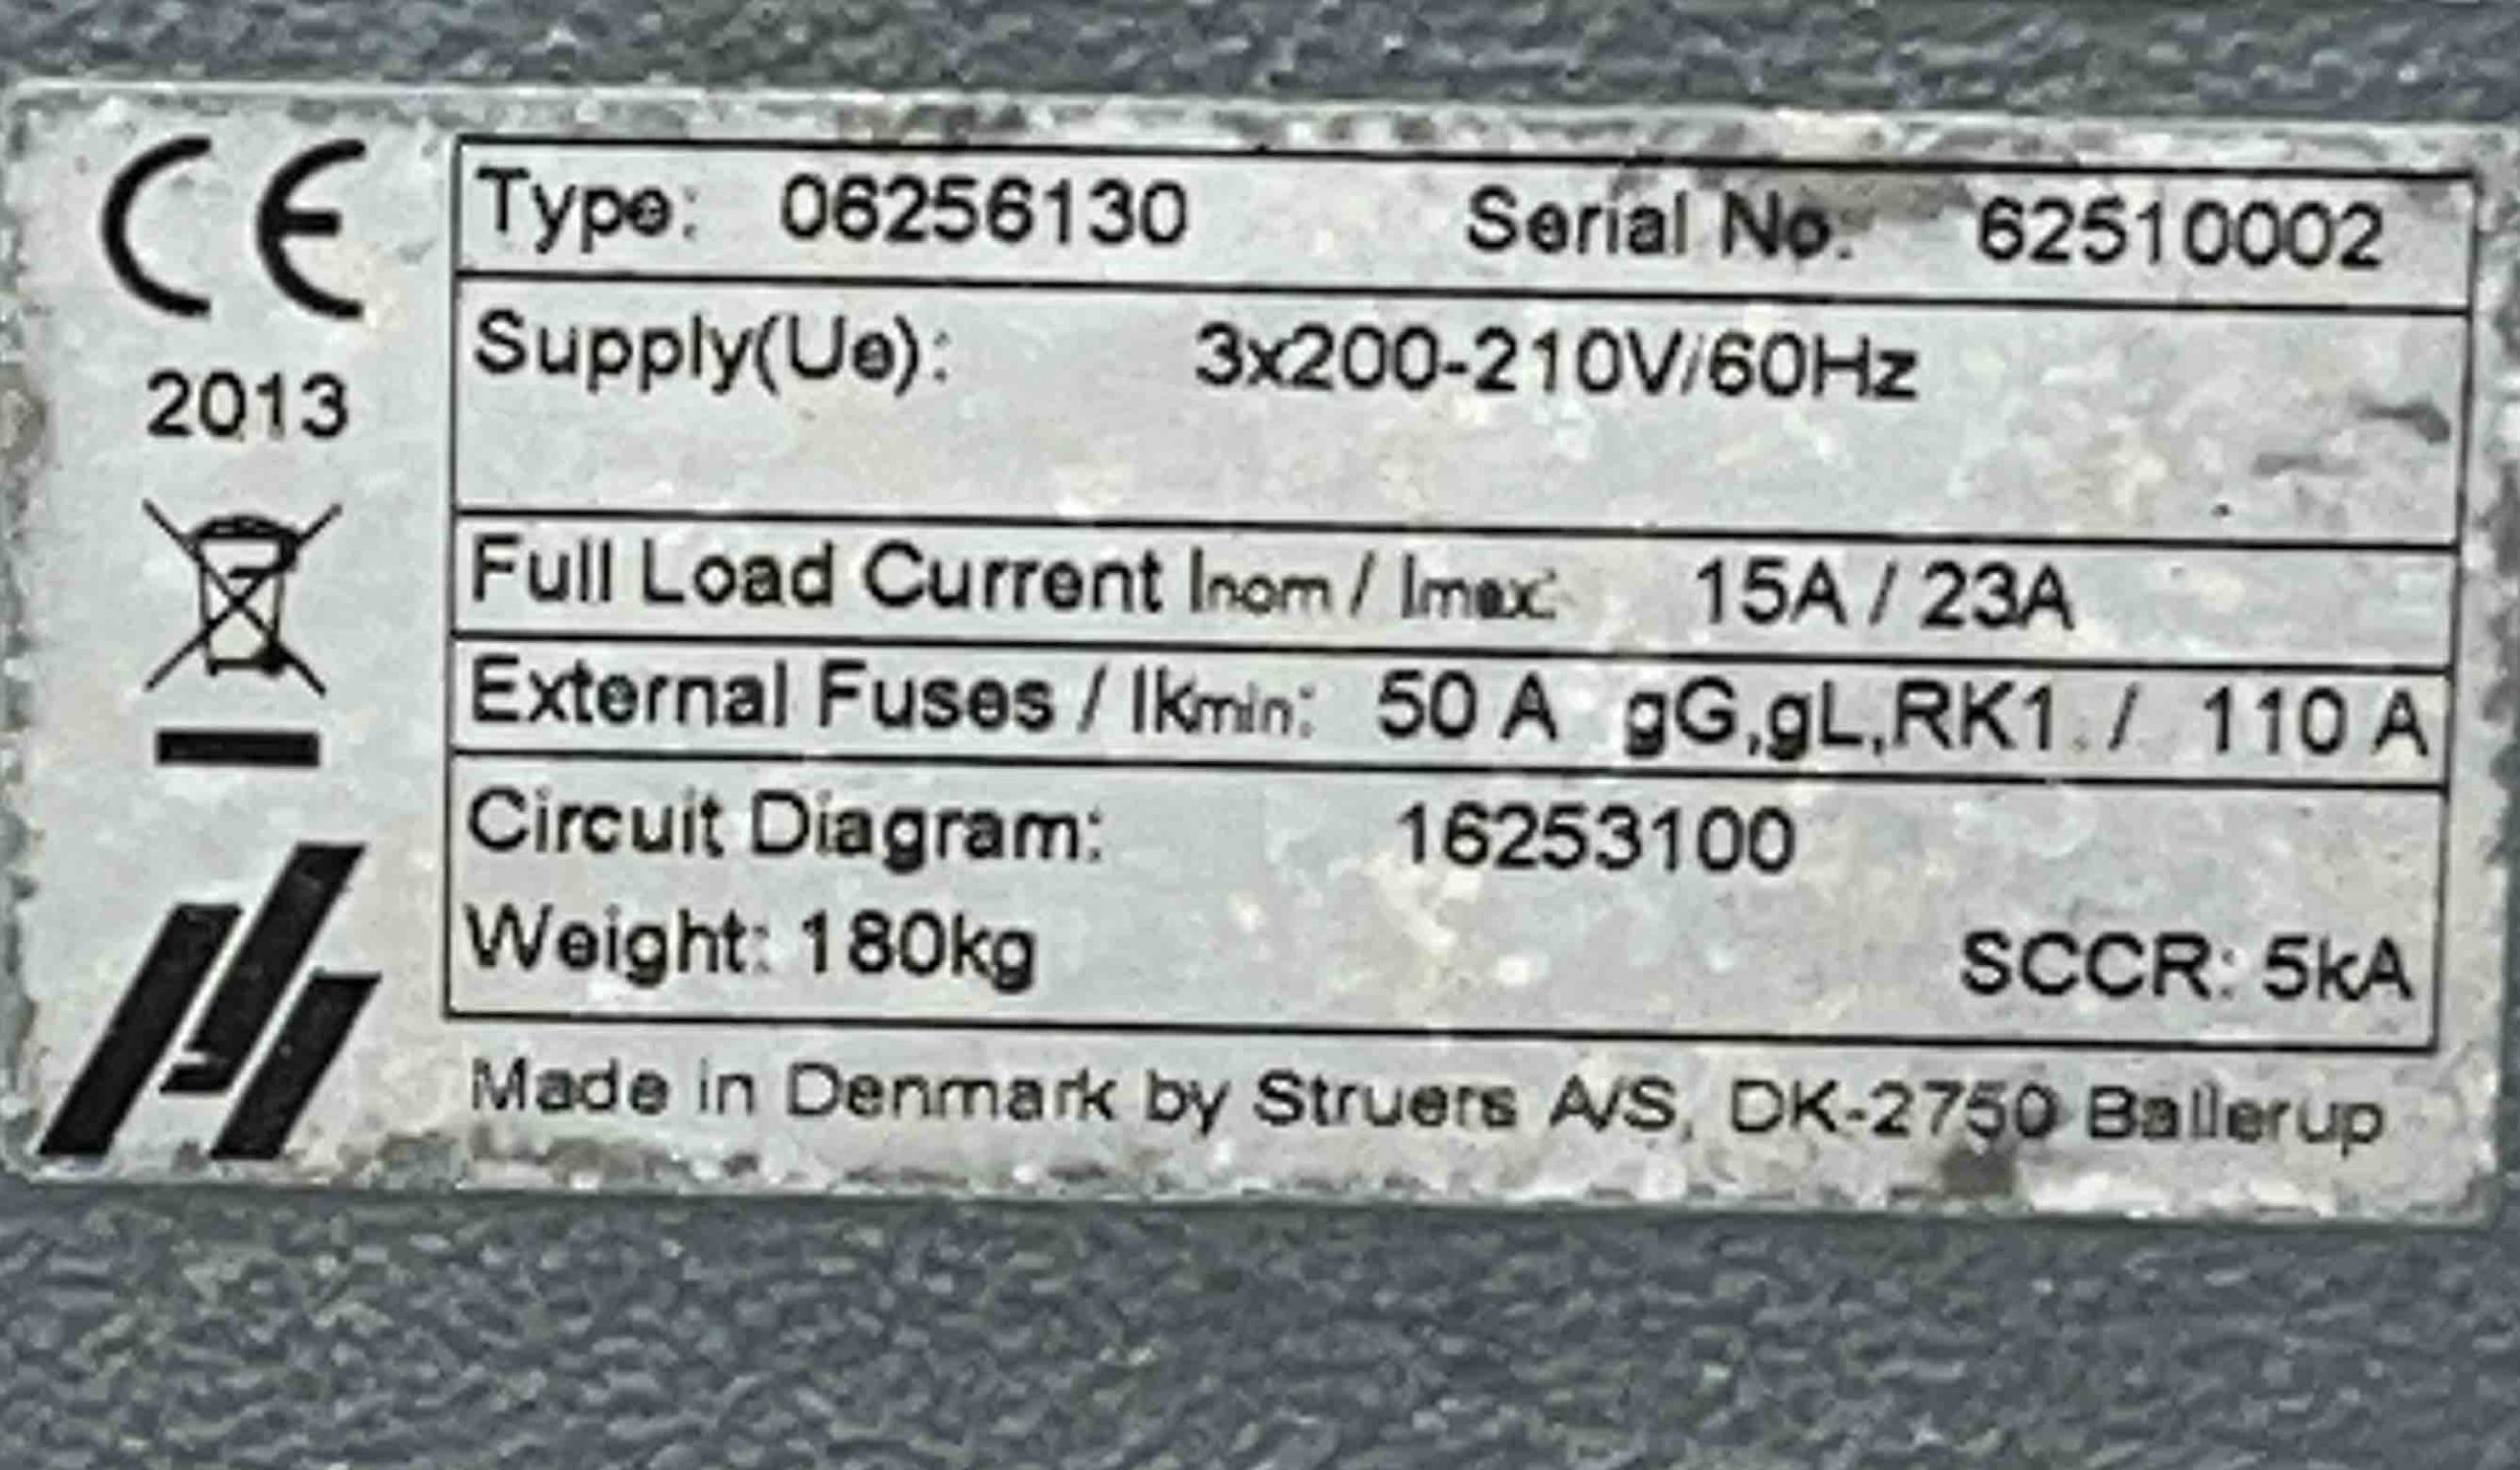 CE
2013
Type: 06256130 Serial No: 62510002
Supply(Ue): 3x200-210V/60Hz
Full Load Current Inom / Imax: 15A / 23A
External Fuses / Ikmin: 50 A gG,gL,RK1. / 110 A
Circuit Diagram: 16253100
Weight: 180kg SCCR: 5kA
Made in Denmark by Struers A/S, DK-2750 Ballerup